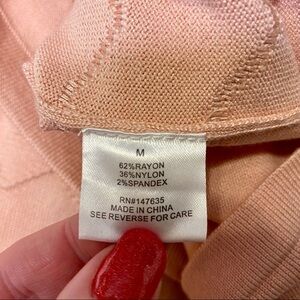 M
62%RAYON
36%NYLON
2%SPANDEX
RN#147635
MADE IN CHINA
SEE REVERSE FOR CARE